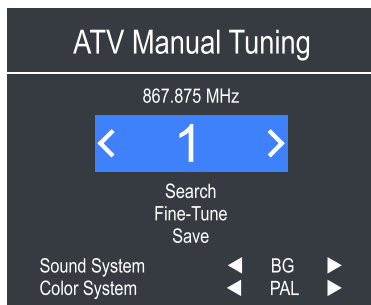 ATV Manual Tuning
867.875 MHz
1
Search
Fine-Tune
Save
Sound System BG
Color System PAL